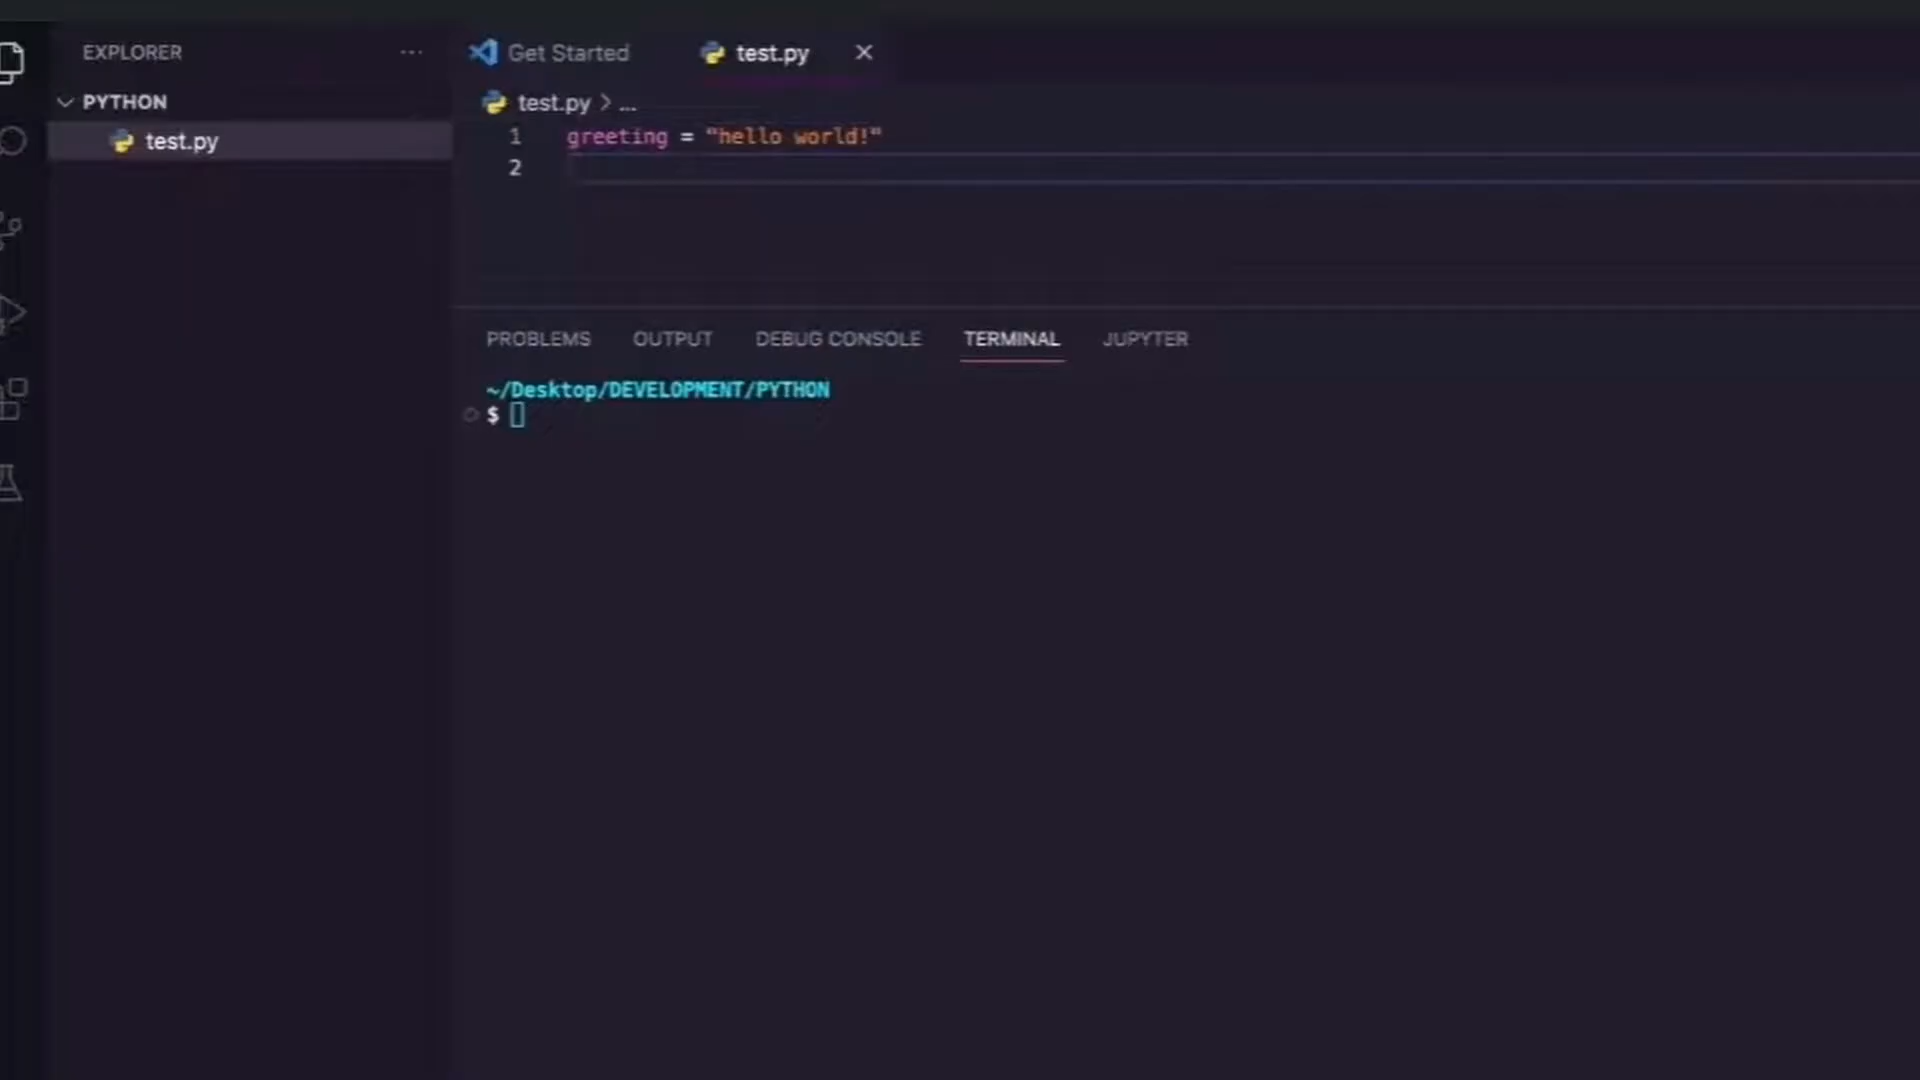 EXPLORER ...
PYTHON
test.py
Get Started test.py
test.py > ...
1 greeting = "hello world!"
2
PROBLEMS OUTPUT DEBUG CONSOLE TERMINAL JUPYTER
~/Desktop/DEVELOPMENT/PYTHON
$